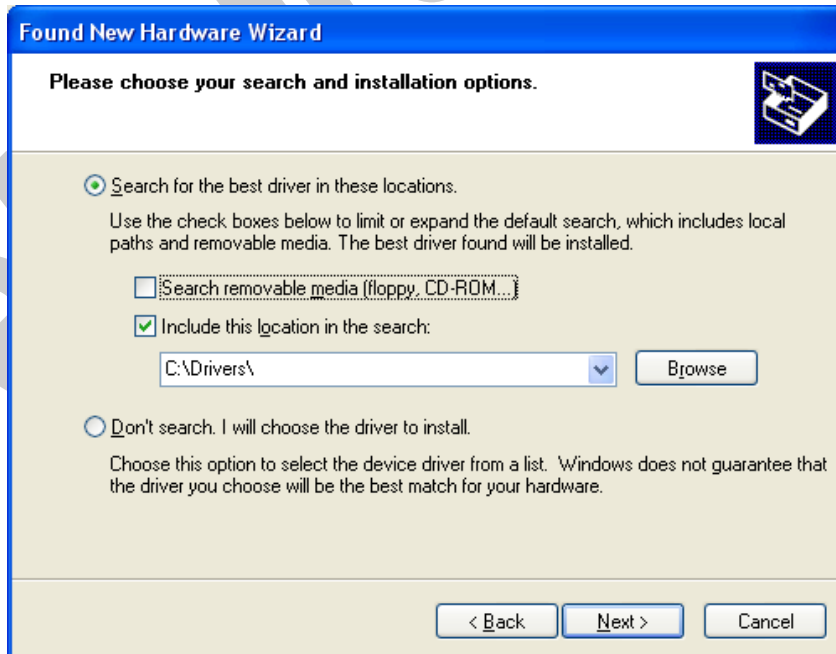 Found New Hardware Wizard
Please choose your search and installation options.
Search for the best driver in these locations.
Use the check boxes below to limit or expand the default search, which includes local
paths and removable media. The best driver found will be installed.
Search removable media (floppy, CD-ROM...)
Include this location in the search:
C:\Drivers\
Browse
Don't search. I will choose the driver to install.
Choose this option to select the device driver from a list. Windows does not guarantee that
the driver you choose will be the best match for your hardware.
< Back Next > Cancel